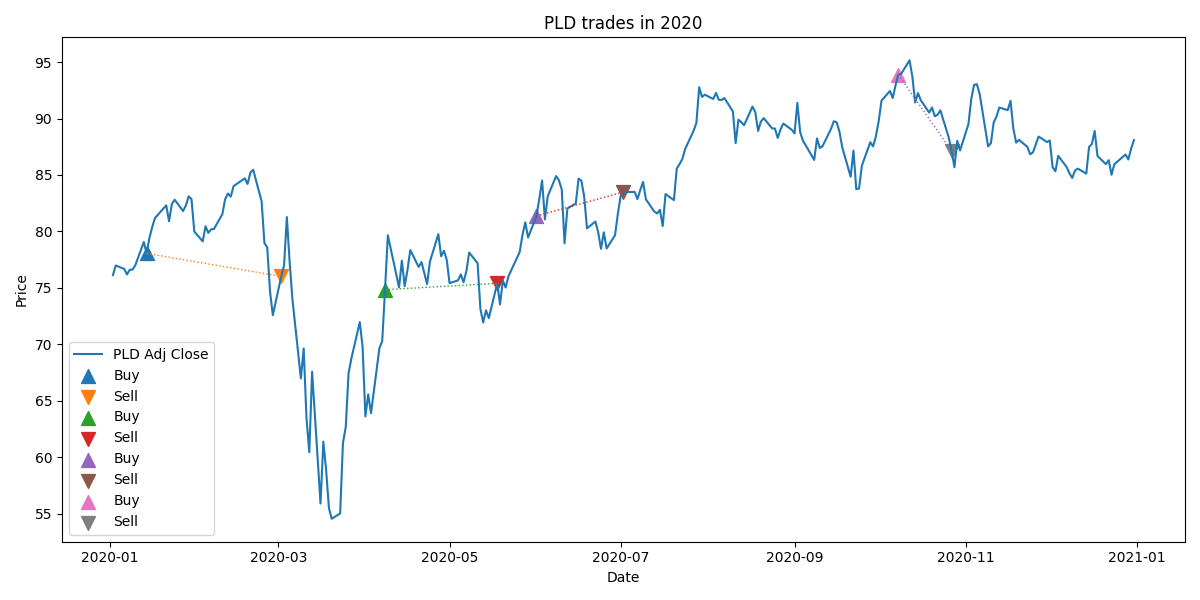 PLD trades in 2020
Price
95
90
85
80
75
70
65
60
55
PLD Adj Close
Buy
Sell
Buy
Sell
Buy
Sell
Buy
Sell
2020-01 2020-03 2020-05 2020-07 2020-09 2020-11 2021-01
Date